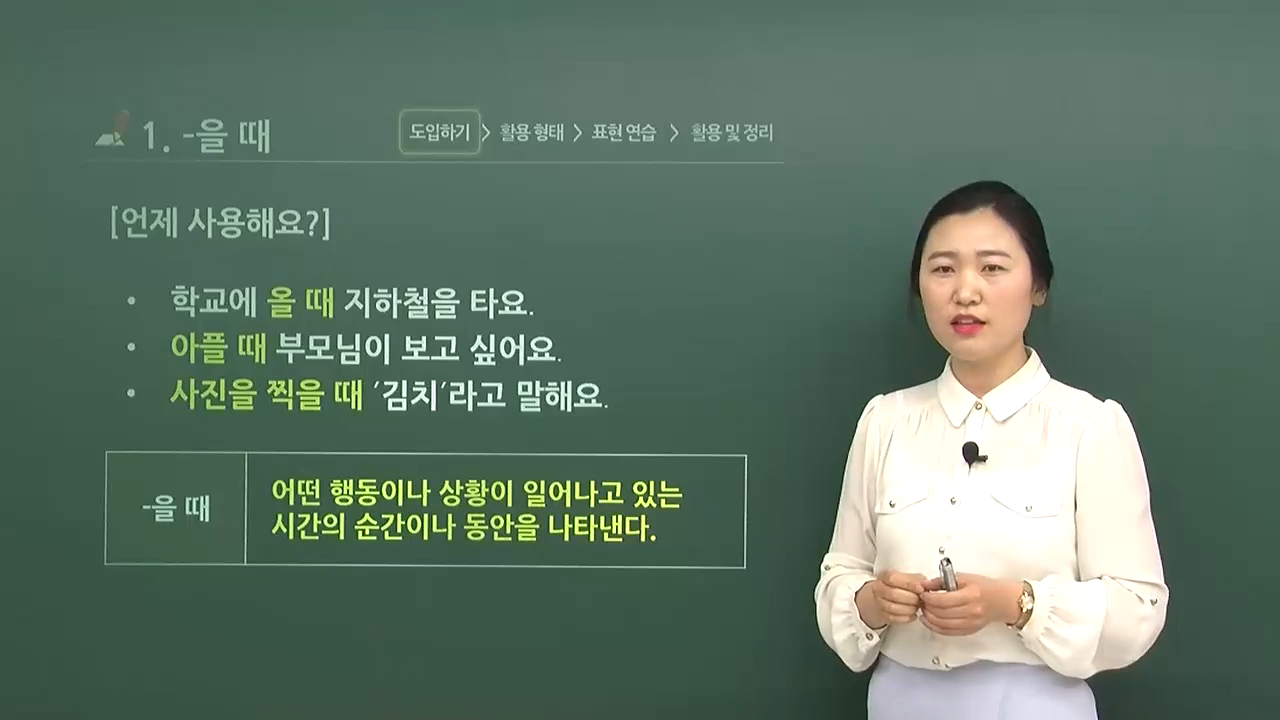 1. -을 때
도입하기 > 활용 형태 > 표현 연습 > 활용 및 정리
[언제 사용해요?]
• 학교에 올 때 지하철을 타요.
• 아플 때 부모님이 보고 싶어요.
• 사진을 찍을 때 ′김치′라고 말해요.
-을 때
어떤 행동이나 상황이 일어나고 있는
시간의 순간이나 동안을 나타낸다.